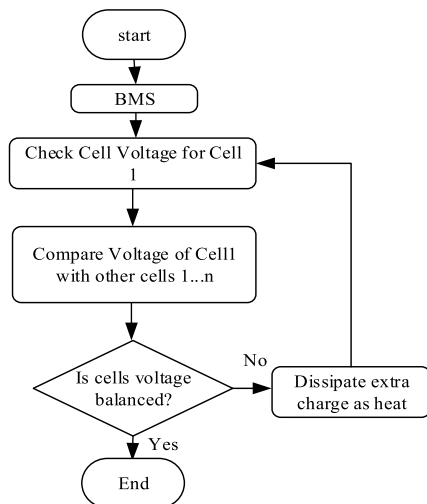 start
BMS
Check Cell Voltage for Cell
1
Compare Voltage of Cell1
with other cells 1...n
Is cells voltage
balanced?
No
Dissipate extra
charge as heat
Yes
End